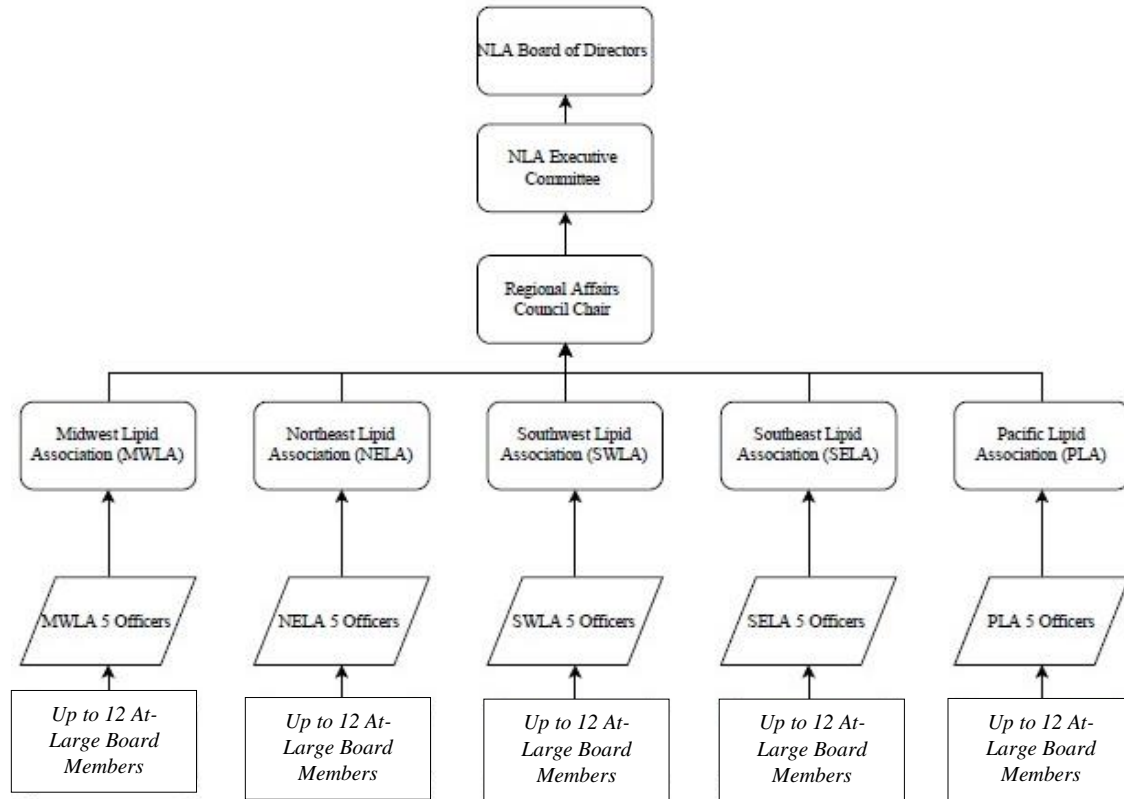 NLA Board of Directors
NLA Executive
Committee
Regional Affairs
Council Chair
Midwest Lipid
Association (MWLA)
Northeast Lipid
Association (NELA)
Southwest Lipid
Association (SWLA)
Southeast Lipid
Association (SELA)
Pacific Lipid
Association (PLA)
MWLA 5 Officers
NELA 5 Officers
SWLA 5 Officers
SELA 5 Officers
PLA 5 Officers
Up to 12 At-
Large Board
Members
Up to 12 At-
Large Board
Members
Up to 12 At-
Large Board
Members
Up to 12 At-
Large Board
Members
Up to 12 At-
Large Board
Members